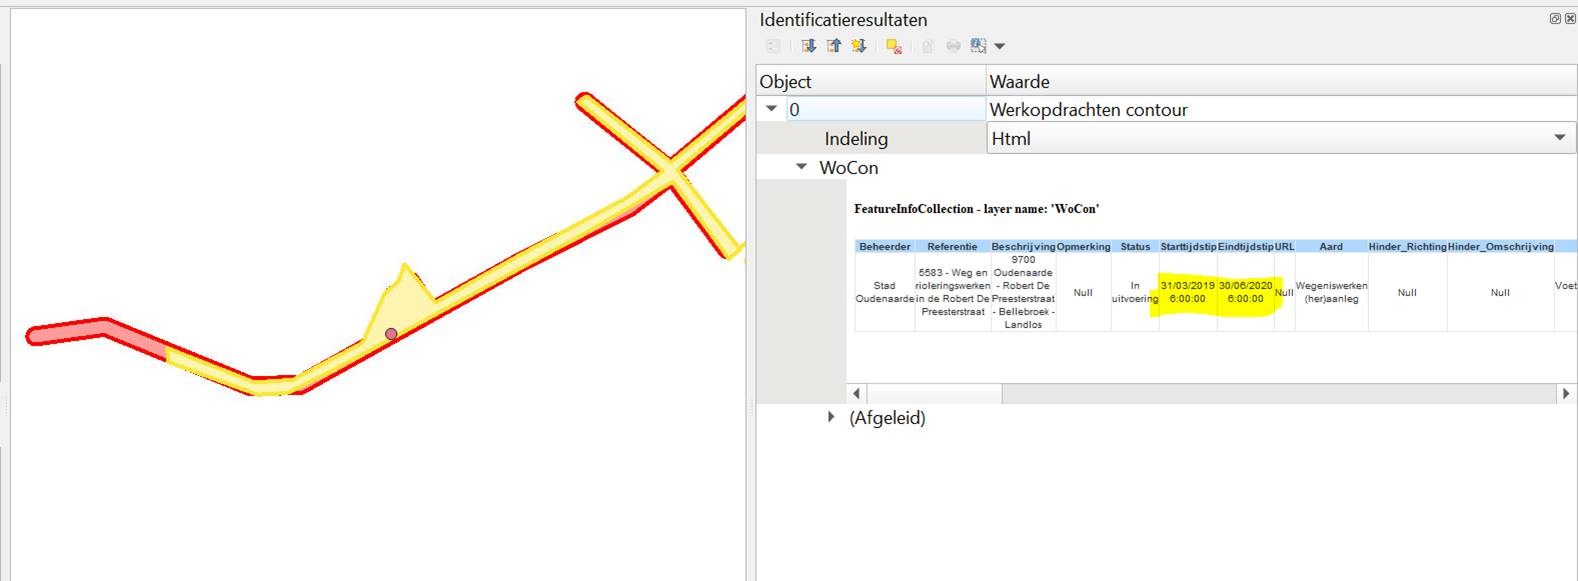 Identificatieresultaten
Object Waarde
0 Werkopdrachten contour
Indeling Html
WoCon
FeatureInfoCollection - layer name: 'WoCon'
Beheerder Referentie Beschrijving Opmerking Status Starttijdstip Eindtijdstip URL Aard Hinder_Richting Hinder_Omschrijving
Stad
Oudenaarde
5583 - Weg en
rioleringswerken
in de Robert De
Preesterstraat
9700
Oudenaarde
- Robert De
Preesterstraat
- Bellebroek -
Landlos
Null
In
uitvoering
31/03/2019
6:00:00
30/06/2020
6:00:00
Null
Wegeniswerken
(her)aanleg
Null
Null
Voet
(Afgeleid)